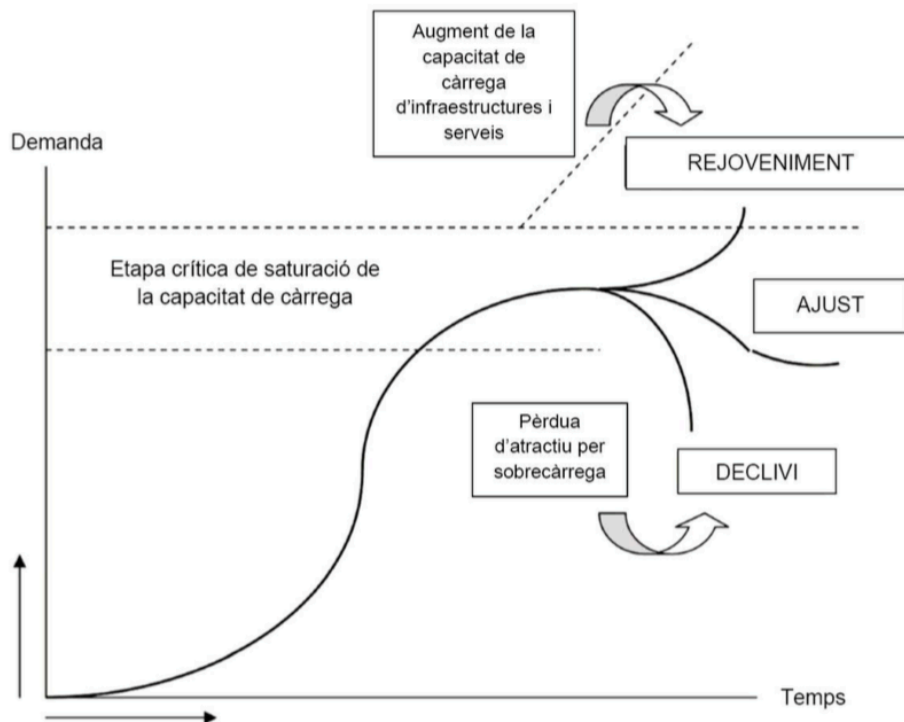 Augment de la
capacitat de
càrrega
d'infraestructures i
serveis
Demanda
REJOVENIMENT
Etapa crítica de saturació de
la capacitat de càrrega
AJUST
Pèrdua
d'atractiu per
sobrecàrrega
DECLIVI
Temps